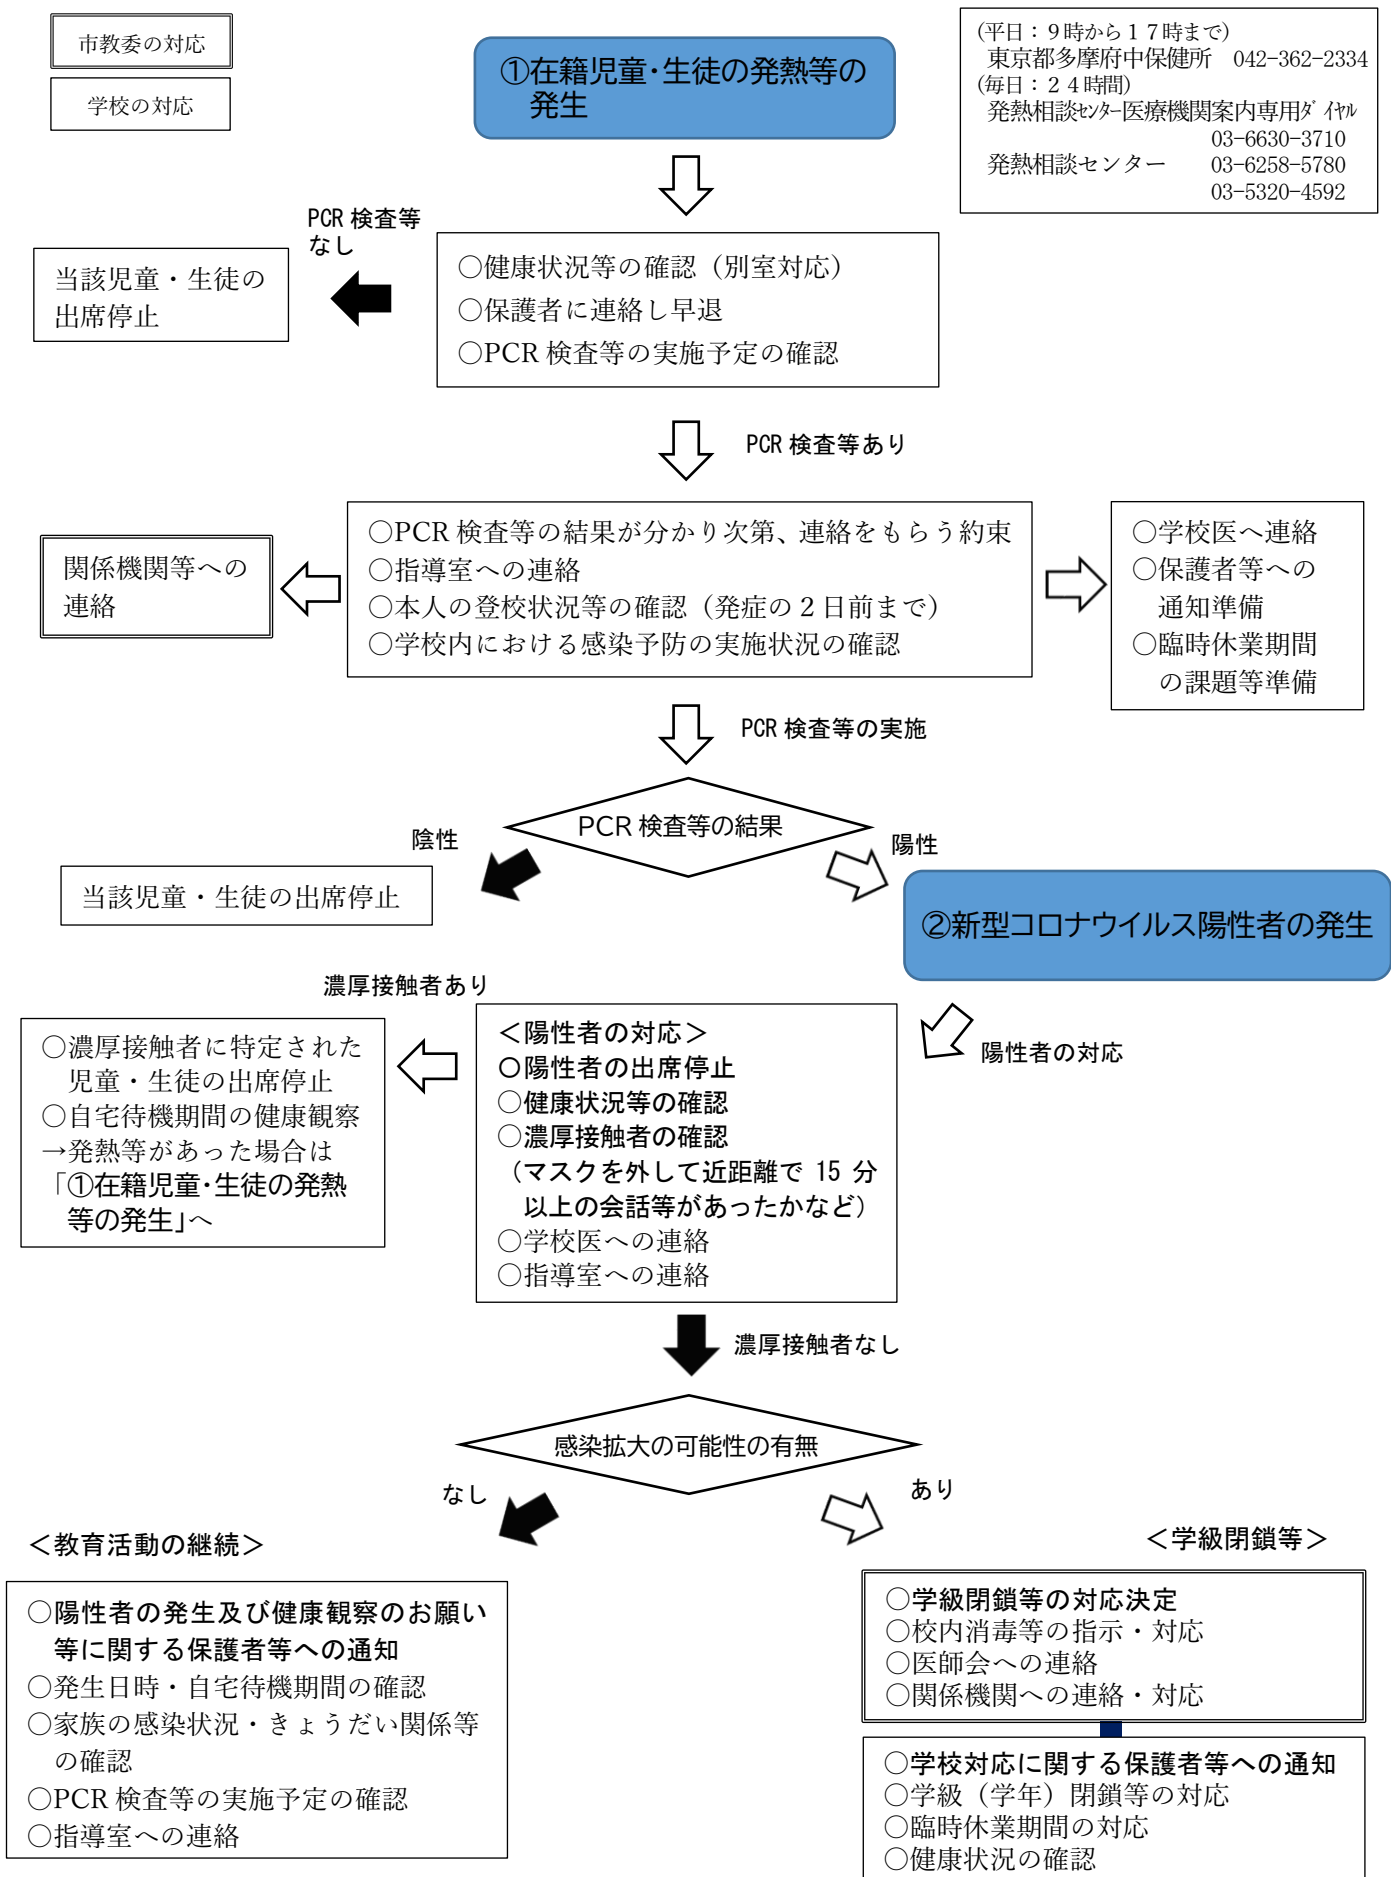 市教委の対応
学校の対応
①在籍児童・生徒の発熱等の
発生
(平日：９時から１７時まで)
東京都多摩府中保健所　042-362-2334
(毎日：２４時間)
発熱相談ｾﾝﾀｰ医療機関案内専用ﾀﾞｲﾔﾙ
03-6630-3710
発熱相談センター　03-6258-5780
03-5320-4592
PCR 検査等
なし
当該児童・生徒の
出席停止
○健康状況等の確認（別室対応）
○保護者に連絡し早退
○PCR 検査等の実施予定の確認
PCR 検査等あり
関係機関等への
連絡
○PCR 検査等の結果が分かり次第、連絡をもらう約束
○指導室への連絡
○本人の登校状況等の確認（発症の２日前まで）
○学校内における感染予防の実施状況の確認
○学校医へ連絡
○保護者等への
通知準備
○臨時休業期間
の課題等準備
PCR 検査等の実施
PCR 検査等の結果
陰性
陽性
当該児童・生徒の出席停止
②新型コロナウイルス陽性者の発生
濃厚接触者あり
陽性者の対応
○濃厚接触者に特定された
児童・生徒の出席停止
○自宅待機期間の健康観察
→発熱等があった場合は
「①在籍児童・生徒の発熱
等の発生」へ
＜陽性者の対応＞
〇陽性者の出席停止
○健康状況等の確認
○濃厚接触者の確認
（マスクを外して近距離で 15 分
以上の会話等があったかなど）
○学校医への連絡
○指導室への連絡
濃厚接触者なし
感染拡大の可能性の有無
なし
あり
＜教育活動の継続＞
＜学級閉鎖等＞
○陽性者の発生及び健康観察のお願い
等に関する保護者等への通知
○発生日時・自宅待機期間の確認
○家族の感染状況・きょうだい関係等
の確認
○PCR 検査等の実施予定の確認
○指導室への連絡
○学級閉鎖等の対応決定
○校内消毒等の指示・対応
○医師会への連絡
○関係機関への連絡・対応
○学校対応に関する保護者等への通知
○学級（学年）閉鎖等の対応
○臨時休業期間の対応
○健康状況の確認